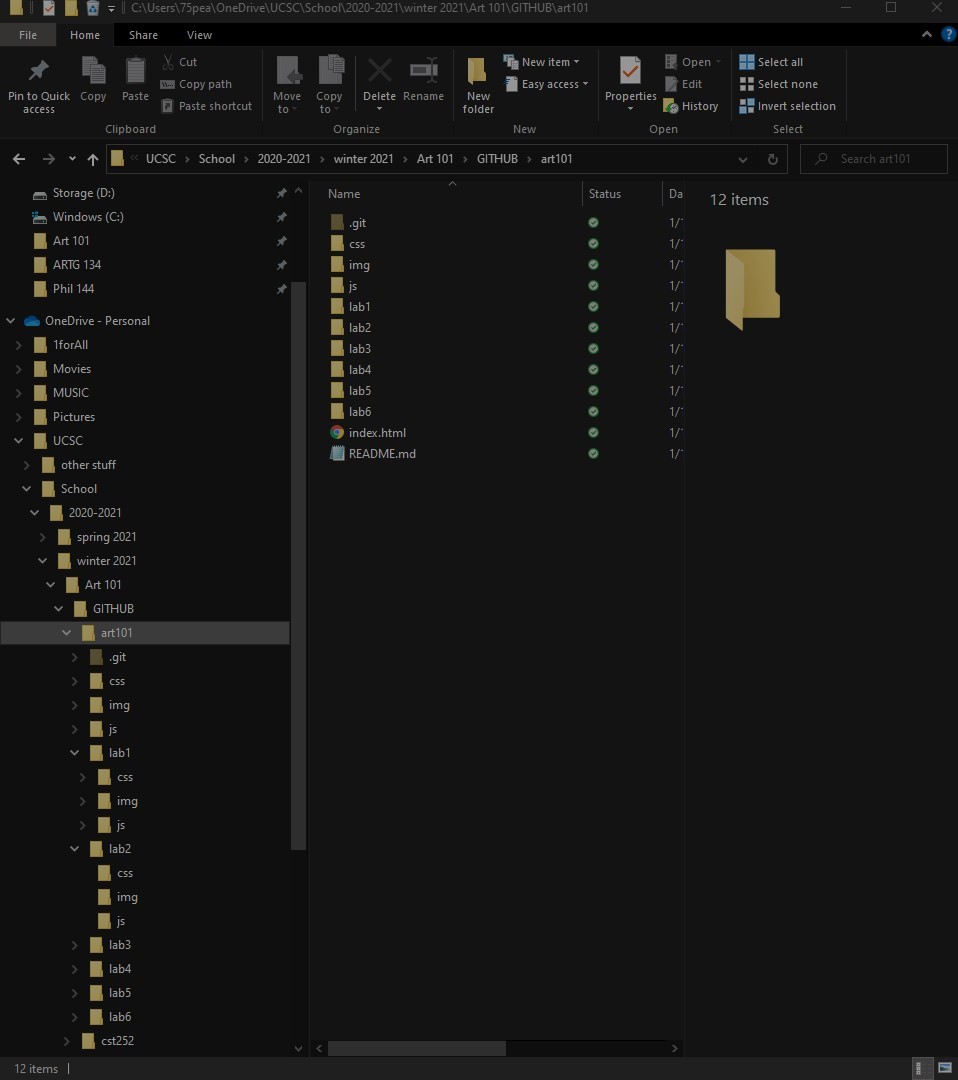 C:\Users\75pea\OneDrive\UCSC\School\2020-2021\winter 2021\Art 101\GITHUB\art101
File Home Share View
Pin to Quick access
Copy
Paste
Cut
Copy path
Paste shortcut
Clipboard
Move to
Copy to
Delete
Rename
Organize
New folder
New item
Easy access
New
Properties
Open
Edit
History
Open
Select all
Select none
Invert selection
Select
« UCSC › School › 2020-2021 › winter 2021 › Art 101 › GITHUB › art101
Search art101
Storage (D:)
Windows (C:)
Art 101
ARTG 134
Phil 144
OneDrive - Personal
1forAll
Movies
MUSIC
Pictures
UCSC
other stuff
School
2020-2021
spring 2021
winter 2021
Art 101
GITHUB
art101
.git
css
img
js
lab1
css
img
js
lab2
css
img
js
lab3
lab4
lab5
lab6
cst252
Name Status Da
.git 1/
css 1/
img 1/
js 1/
lab1 1/
lab2 1/
lab3 1/
lab4 1/
lab5 1/
lab6 1/
index.html 1/
README.md 1/
12 items
12 items